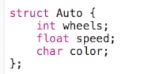 struct Auto {
    int wheels;
    float speed;
    char color;
};